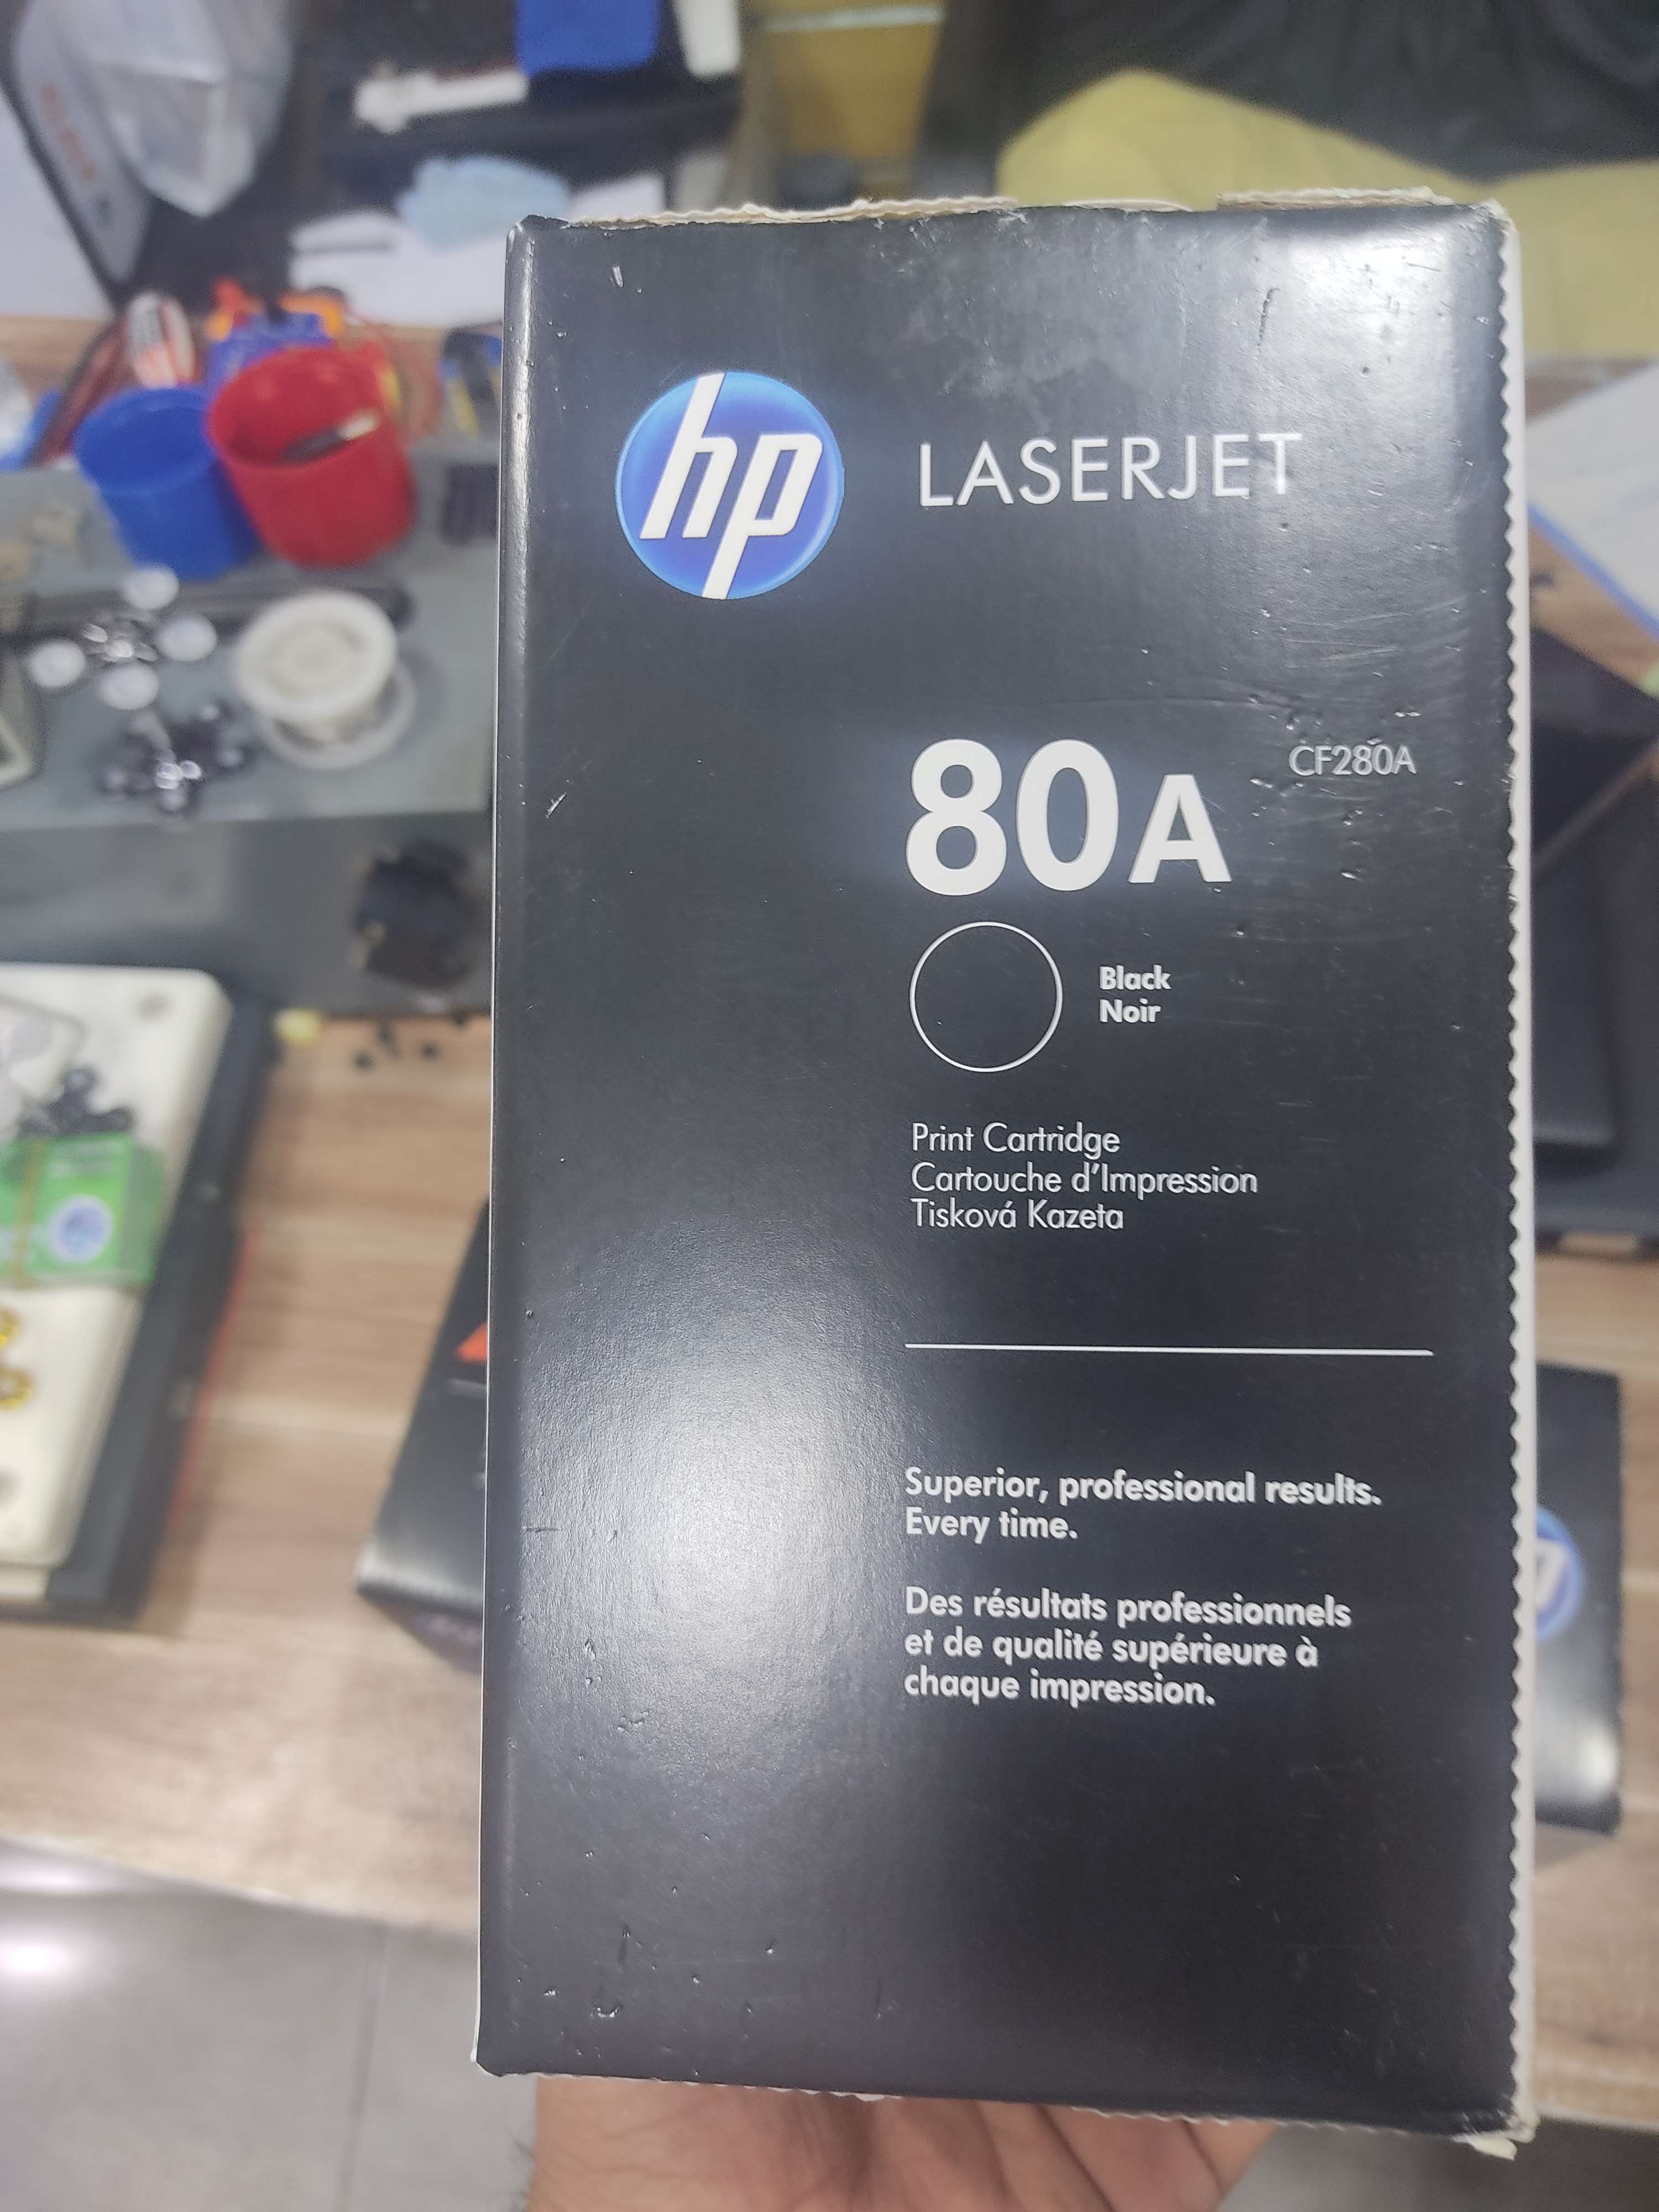 hp LASERJET
80A CF280A
Black
Noir
Print Cartridge
Cartouche d'Impression
Tisková Kazeta
Superior, professional results.
Every time.
Des résultats professionnels
et de qualité supérieure à
chaque impression.